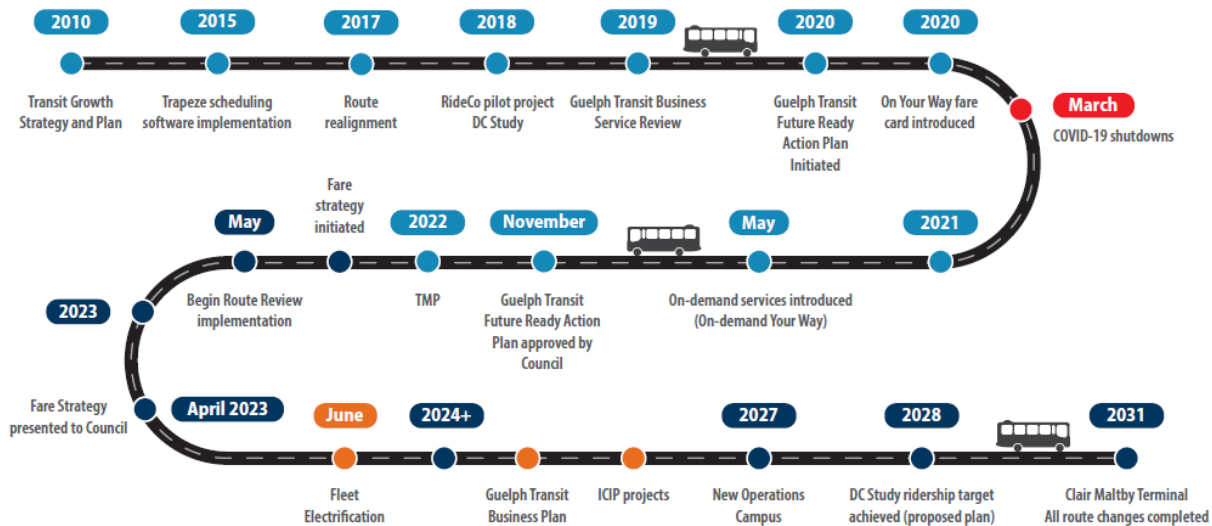 2010
2015
2017
2018
2019
2020
2020
Transit Growth
Strategy and Plan
Trapeze scheduling
software implementation
Route
realignment
RideCo pilot project
DC Study
Guelph Transit Business
Service Review
Guelph Transit
Future Ready
Action Plan
Initiated
On Your Way fare
card introduced
March
COVID-19 shutdowns
2021
May
On-demand services introduced
(On-demand Your Way)
November
Guelph Transit
Future Ready Action
Plan approved by
Council
2022
TMP
Fare
strategy
initiated
May
Begin Route Review
implementation
2023
April 2023
Fare Strategy
presented to Council
June
Fleet
Electrification
2024+
Guelph Transit
Business Plan
ICIP projects
2027
New Operations
Campus
2028
DC Study ridership target
achieved (proposed plan)
2031
Clair Maltby Terminal
All route changes completed